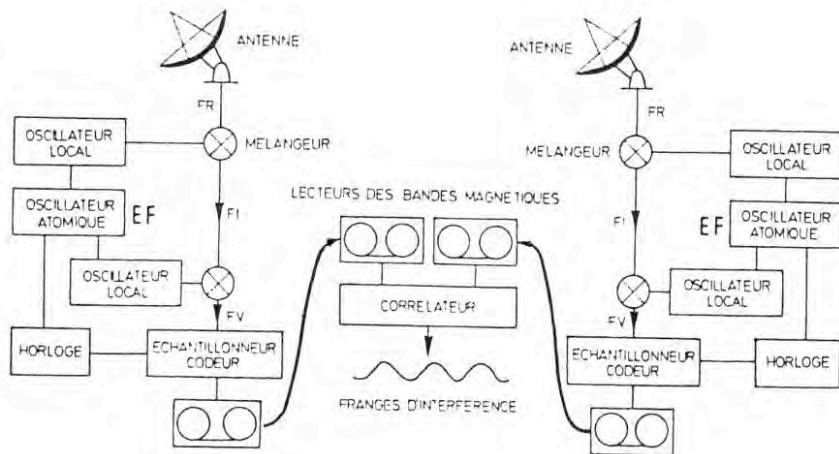 ANTENNE
ANTENNE
FR
FR
OSCILLATEUR
LOCAL
MELANGEUR
MELANGEUR
OSCILLATEUR
LOCAL
LECTEURS DES BANDES MAGNETIQUES
OSCILLATEUR
ATOMIQUE
EF
FI
FI
EF
OSCILLATEUR
ATOMIQUE
OSCILLATEUR
LOCAL
OSCILLATEUR
LOCAL
CORRELATEUR
FV
FV
HORLOGE
ECHANTILLONNEUR
CODEUR
ECHANTILLONNEUR
CODEUR
HORLOGE
FRANGES D'INTERFERENCE